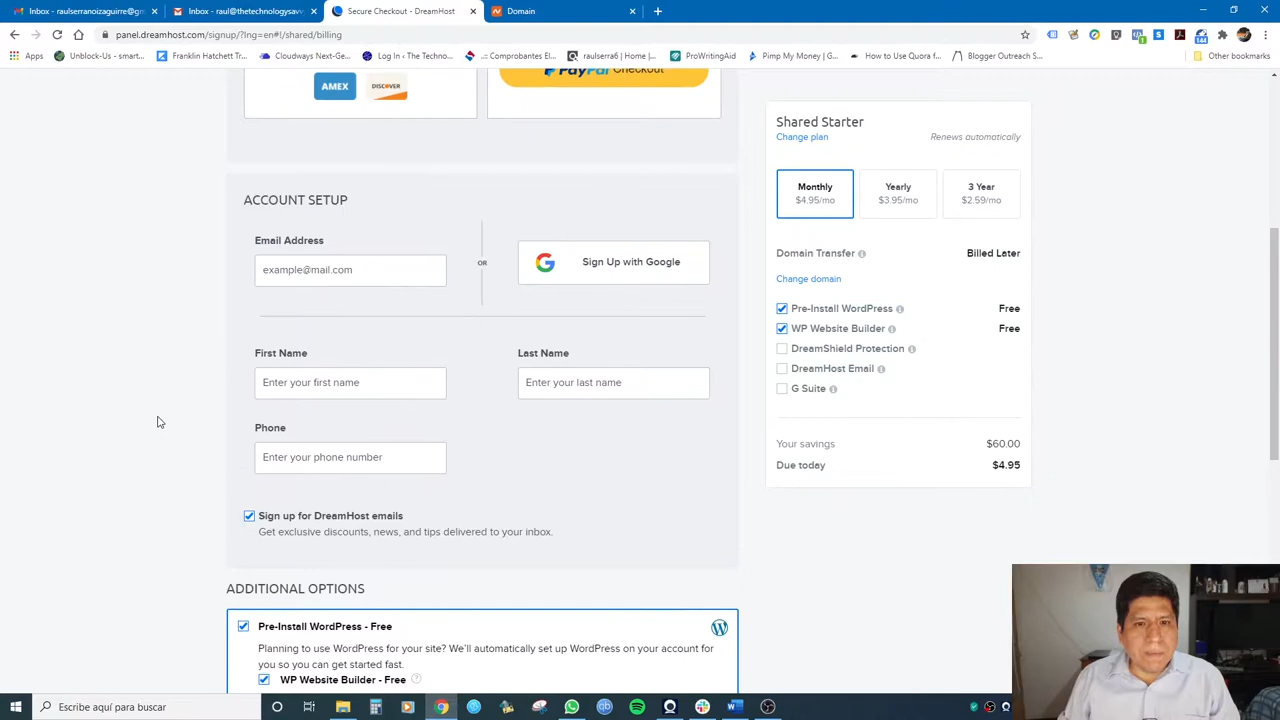 Inbox - raulserranoizaguirre@gm
Inbox - raul@thetechnologysavv
Secure Checkout - DreamHost
Domain
panel.dreamhost.com/signup/?lng=en#!/shared/billing
144
Apps
Unblock-Us - smart...
Franklin Hatchett Tr...
Cloudways-Next Ge...
Log In ‹ The Techno...
.:: Comprobantes El...
raulserra6 | Home |...
ProWritingAid
Pimp My Money | G...
How to Use Quora f...
Blogger Outreach S...
Other bookmarks
AMEX
DISCOVER
PayPal Checkout
Shared Starter
Change plan
Renews automatically
Monthly
$4.95/mo
Yearly
$3.95/mo
3 Year
$2.59/mo
Domain Transfer
Billed Later
Change domain
Pre-Install WordPress
Free
WP Website Builder
Free
DreamShield Protection
DreamHost Email
G Suite
Your savings
$60.00
Due today
$4.95
ACCOUNT SETUP
Email Address
example@mail.com
OR
Sign Up with Google
First Name
Enter your first name
Last Name
Enter your last name
Phone
Enter your phone number
Sign up for DreamHost emails
Get exclusive discounts, news, and tips delivered to your inbox.
ADDITIONAL OPTIONS
Pre-Install WordPress - Free
Planning to use WordPress for your site? We'll automatically set up WordPress on your account for
you so you can get started fast.
WP Website Builder - Free
Escribe aquí para buscar